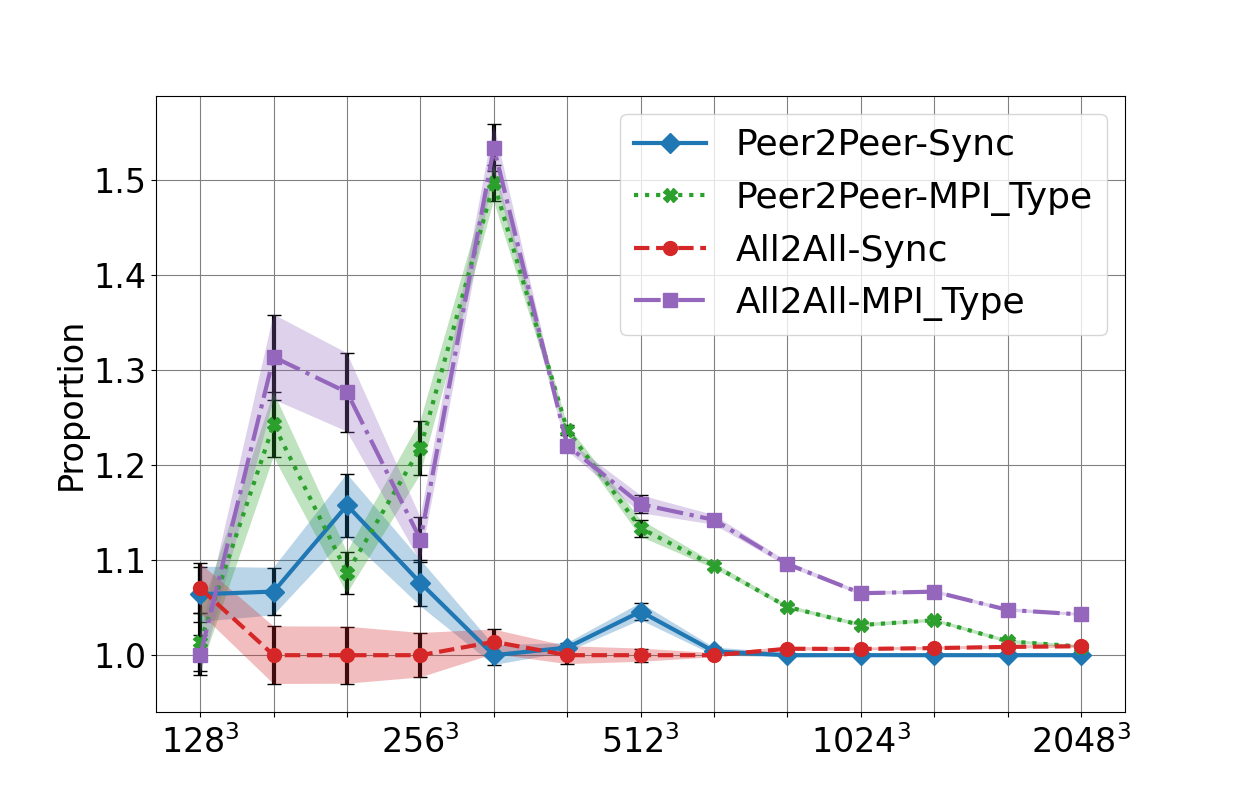 Peer2Peer-Sync
Peer2Peer-MPI_Type
All2All-Sync
All2All-MPI_Type
Proportion
1.5
1.4
1.3
1.2
1.1
1.0
128³ 256³ 512³ 1024³ 2048³